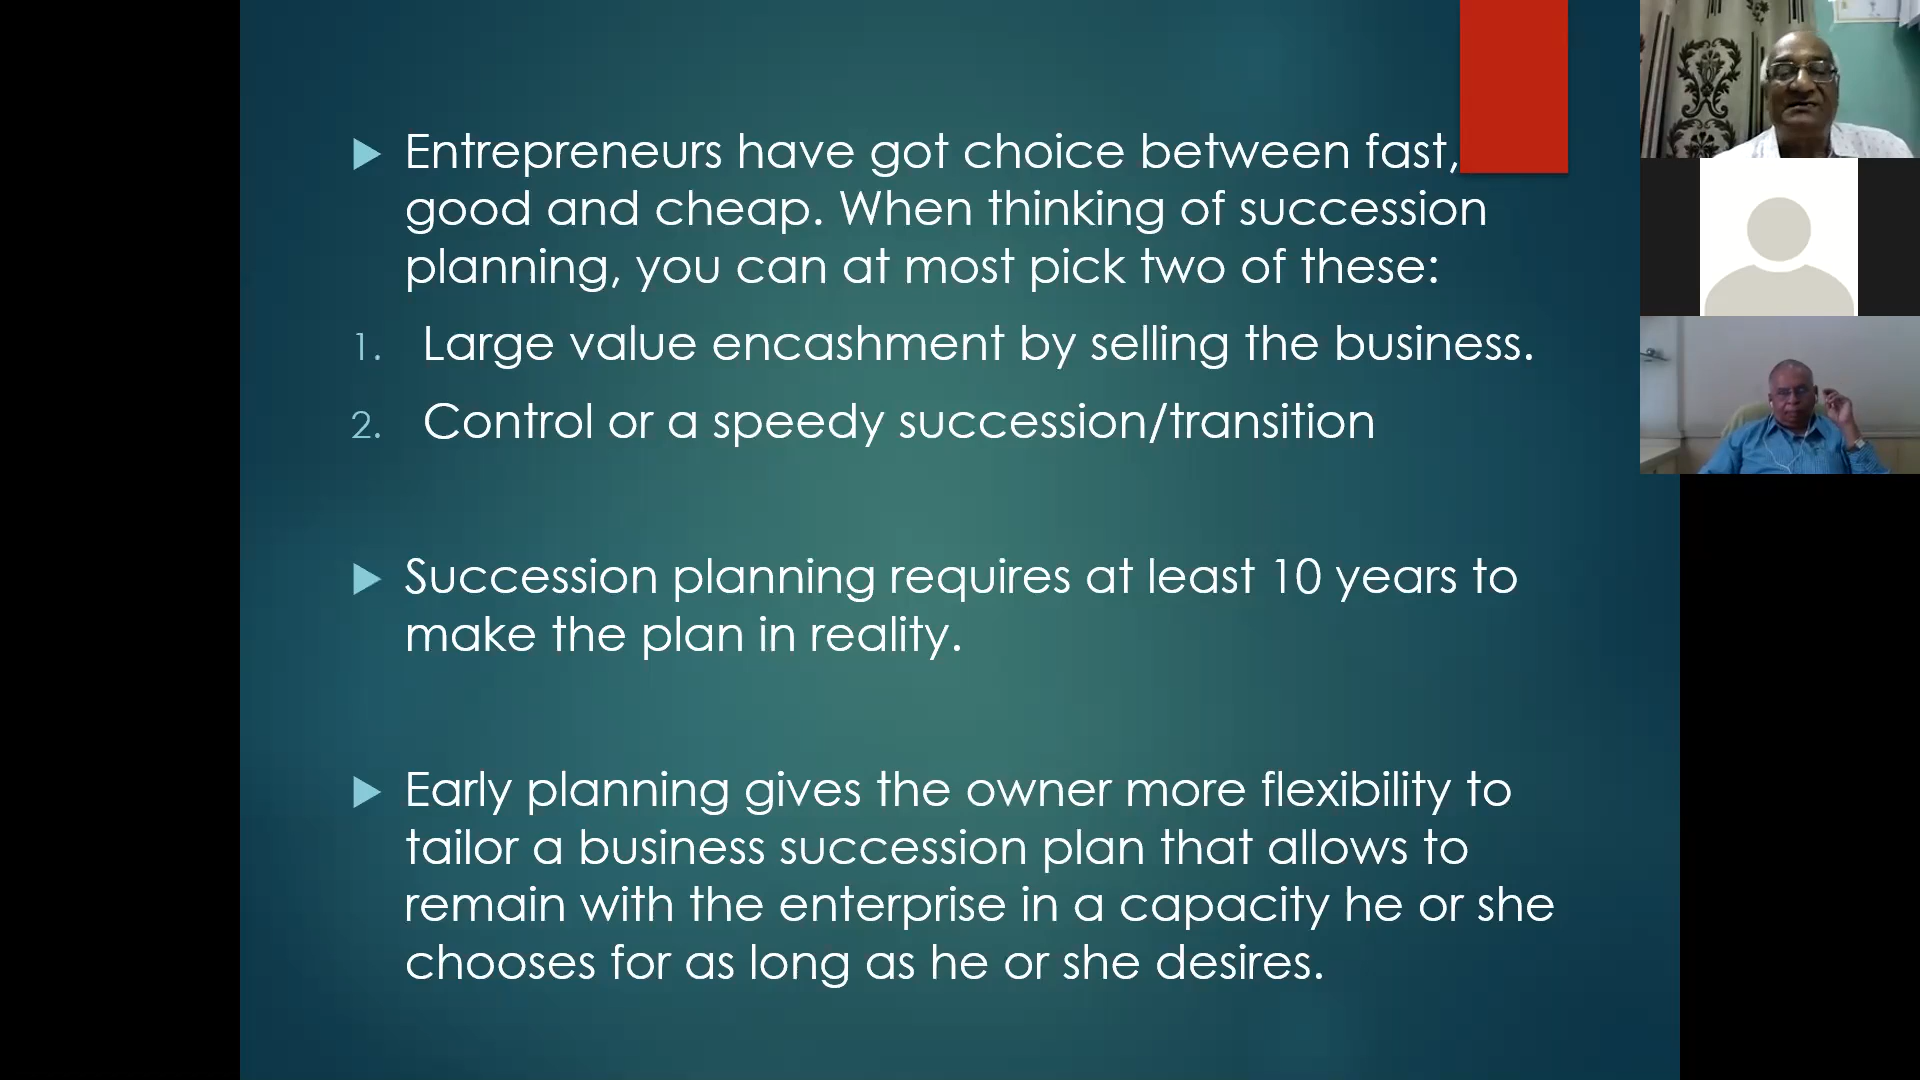 Entrepreneurs have got choice between fast,
good and cheap. When thinking of succession
planning, you can at most pick two of these:
1. Large value encashment by selling the business.
2. Control or a speedy succession/transition
Succession planning requires at least 10 years to
make the plan in reality.
Early planning gives the owner more flexibility to
tailor a business succession plan that allows to
remain with the enterprise in a capacity he or she
chooses for as long as he or she desires.